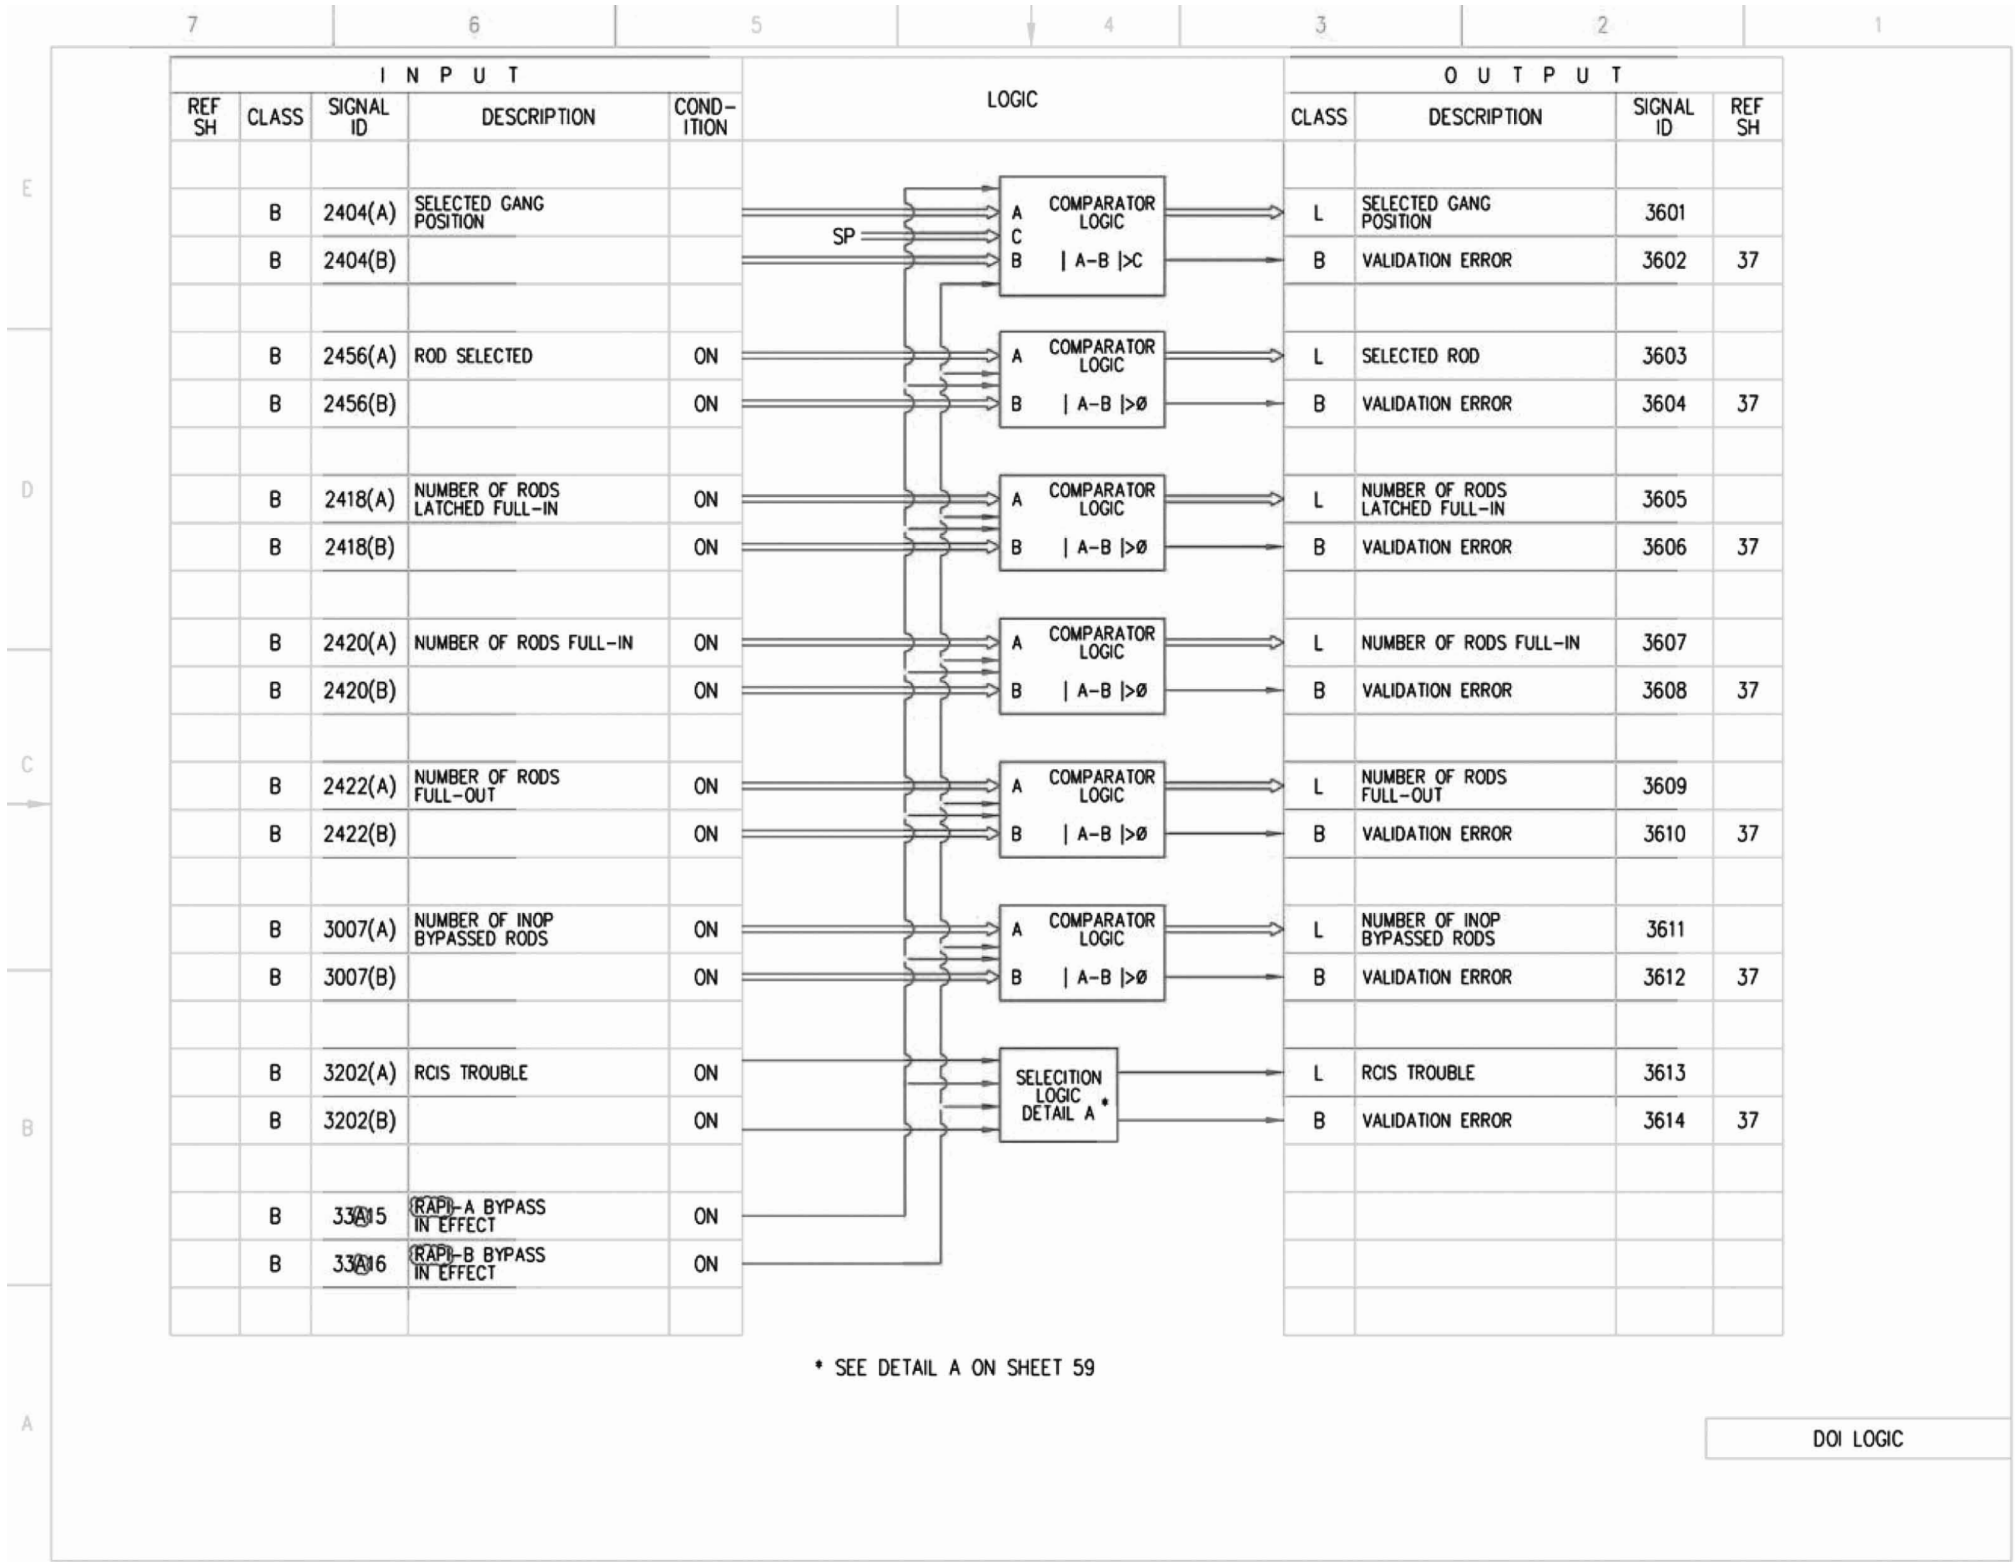 7 6 5 4 3 2 1
I N P U T
LOGIC
O U T P U T
REF SH CLASS SIGNAL ID DESCRIPTION COND-ITION
CLASS DESCRIPTION SIGNAL ID REF SH
E
B 2404(A) SELECTED GANG POSITION
SP
A C B COMPARATOR LOGIC | A-B |>C
L SELECTED GANG POSITION 3601
B 2404(B)
B VALIDATION ERROR 3602 37
B 2456(A) ROD SELECTED ON
A B COMPARATOR LOGIC | A-B |>Ø
L SELECTED ROD 3603
B 2456(B) ON
B VALIDATION ERROR 3604 37
D
B 2418(A) NUMBER OF RODS LATCHED FULL-IN ON
A B COMPARATOR LOGIC | A-B |>Ø
L NUMBER OF RODS LATCHED FULL-IN 3605
B 2418(B) ON
B VALIDATION ERROR 3606 37
B 2420(A) NUMBER OF RODS FULL-IN ON
A B COMPARATOR LOGIC | A-B |>Ø
L NUMBER OF RODS FULL-IN 3607
B 2420(B) ON
B VALIDATION ERROR 3608 37
C
B 2422(A) NUMBER OF RODS FULL-OUT ON
A B COMPARATOR LOGIC | A-B |>Ø
L NUMBER OF RODS FULL-OUT 3609
B 2422(B) ON
B VALIDATION ERROR 3610 37
B 3007(A) NUMBER OF INOP BYPASSED RODS ON
A B COMPARATOR LOGIC | A-B |>Ø
L NUMBER OF INOP BYPASSED RODS 3611
B 3007(B) ON
B VALIDATION ERROR 3612 37
B 3202(A) RCIS TROUBLE ON
SELECITION LOGIC DETAIL A *
L RCIS TROUBLE 3613
B
B 3202(B) ON
B VALIDATION ERROR 3614 37
B 33A15 RAPI-A BYPASS IN EFFECT ON
B 33A16 RAPI-B BYPASS IN EFFECT ON
* SEE DETAIL A ON SHEET 59
A
DOI LOGIC